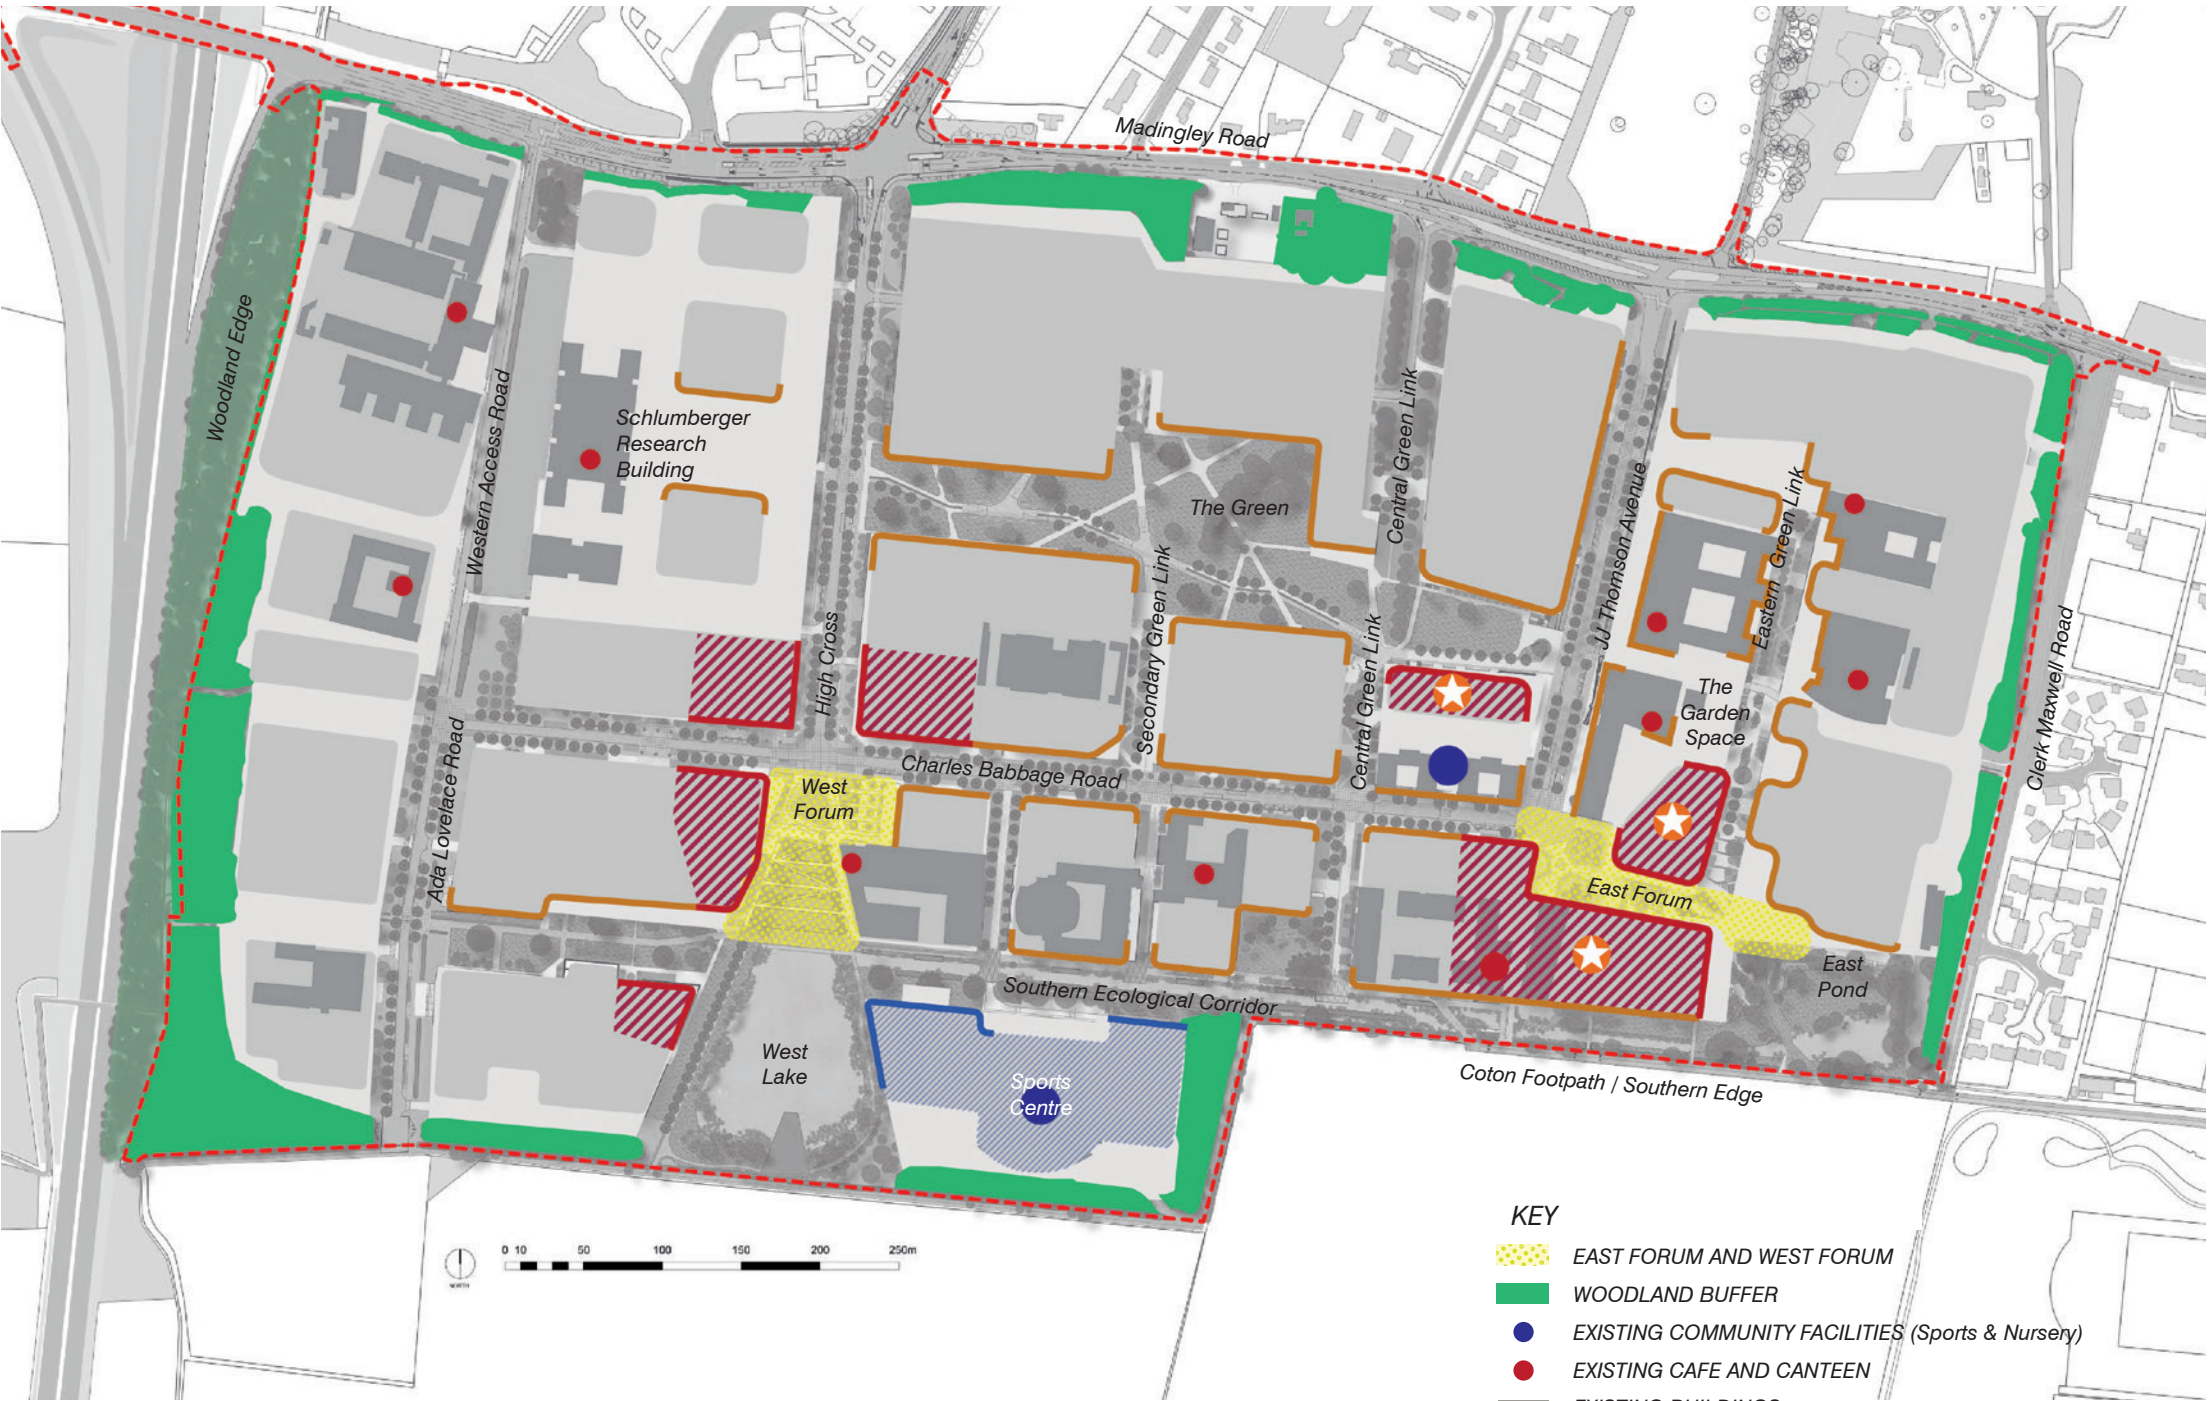 Madingley Road
Woodland Edge
Western Access Road
Schlumberger
Research
Building
The Green
Central Green Link
JJ Thomson Avenue
Eastern Green Link
High Cross
Secondary Green Link
Central Green Link
The
Garden
Space
Clerk Maxwell Road
Ada Lovelace Road
West
Forum
Charles Babbage Road
East Forum
East
Pond
Southern Ecological Corridor
West
Lake
Sports
Centre
Coton Footpath / Southern Edge
0 10 50 100 150 200 250m
NORTH
KEY
EAST FORUM AND WEST FORUM
WOODLAND BUFFER
EXISTING COMMUNITY FACILITIES (Sports & Nursery)
EXISTING CAFE AND CANTEEN
EXISTING BUILDINGS